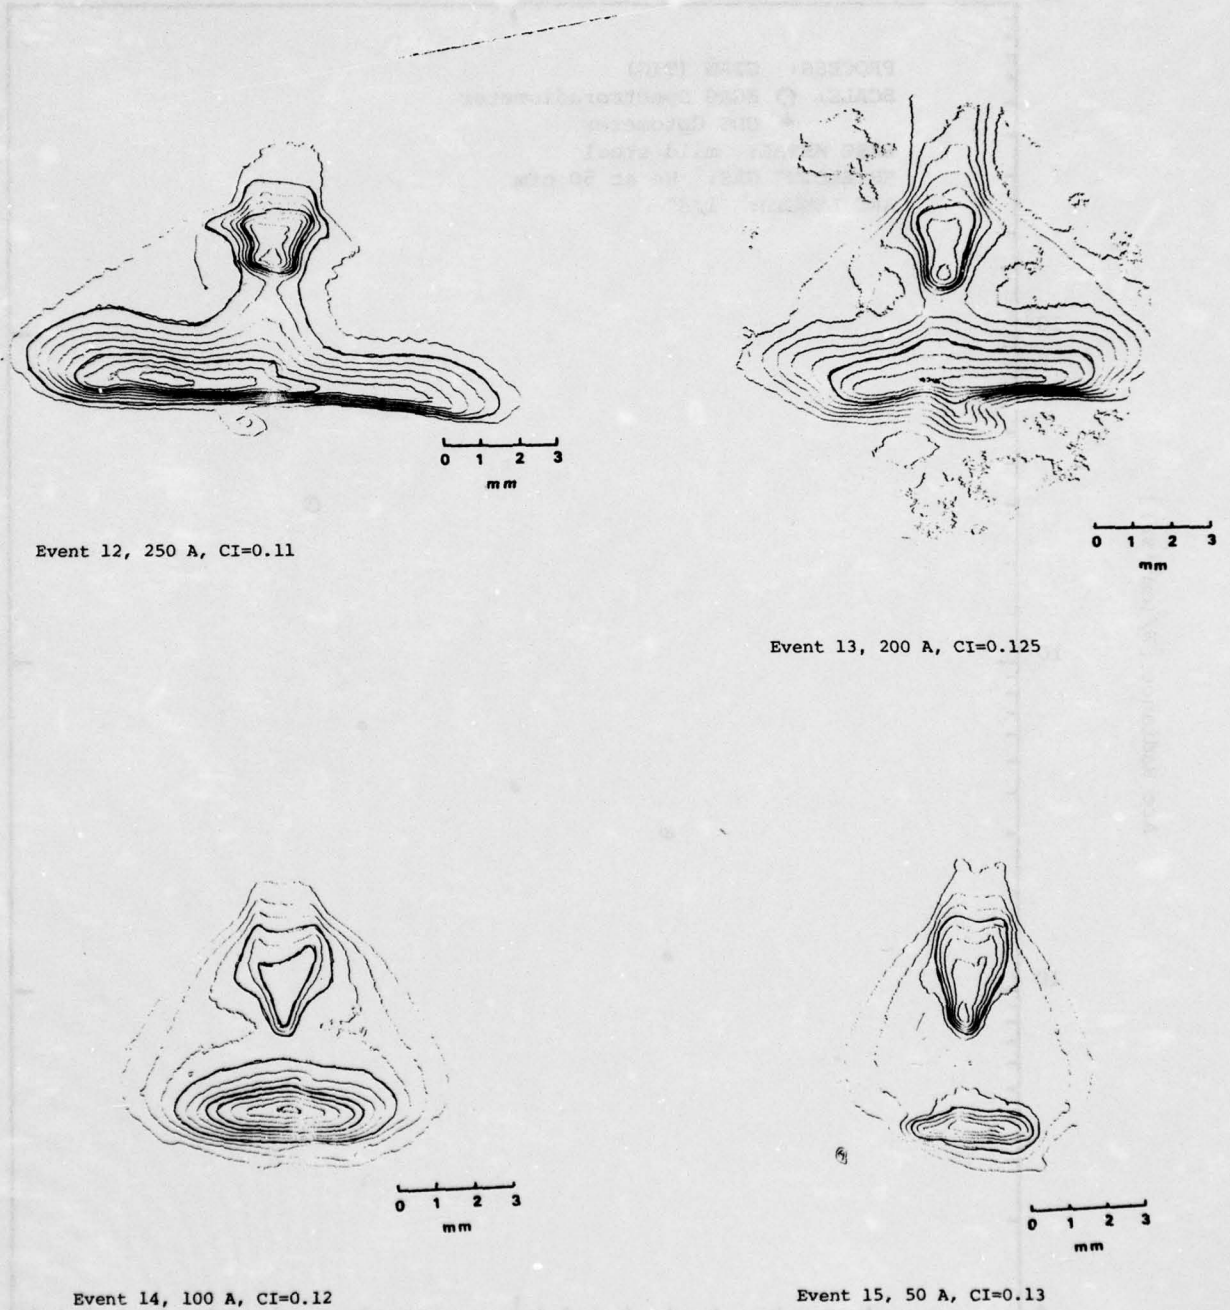 0 1 2 3
mm
Event 12, 250 A, CI=0.11
0 1 2 3
mm
Event 13, 200 A, CI=0.125
0 1 2 3
mm
Event 14, 100 A, CI=0.12
0 1 2 3
mm
Event 15, 50 A, CI=0.13